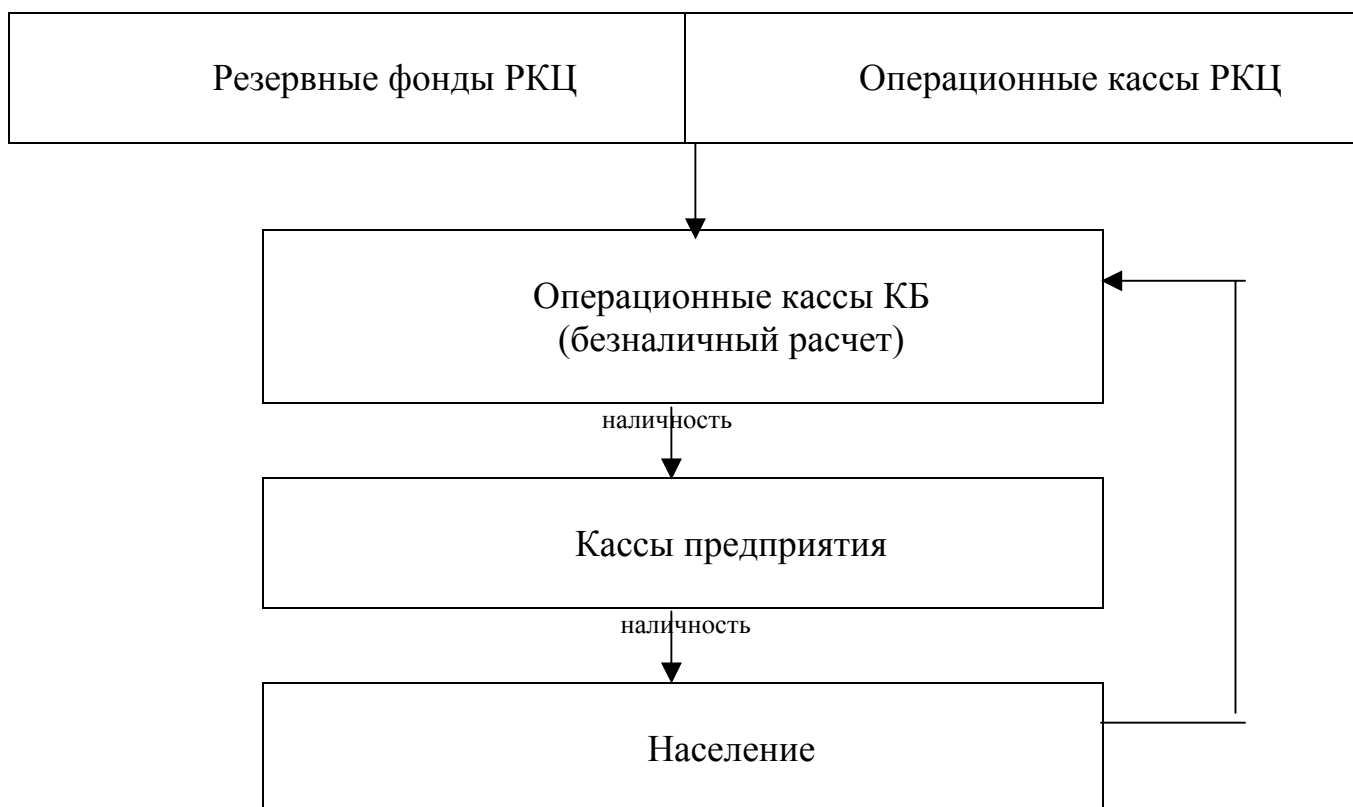 Резервные фонды РКЦ
Операционные кассы РКЦ
Операционные кассы КБ
(безналичный расчет)
наличность
Кассы предприятия
наличность
Население